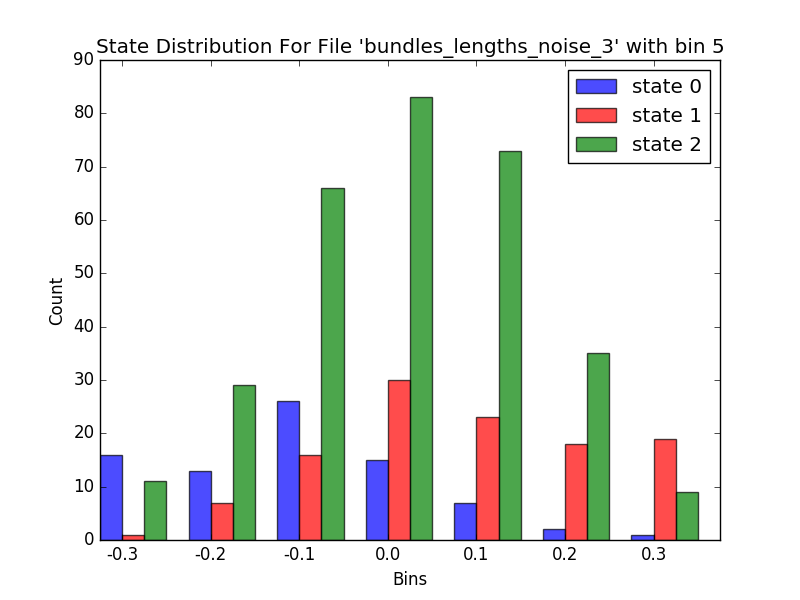 State Distribution For File 'bundles_lengths_noise_3' with bin 5
state 0
state 1
state 2
90
80
70
60
50
40
30
20
10
0
Count
-0.3 -0.2 -0.1 0.0 0.1 0.2 0.3
Bins